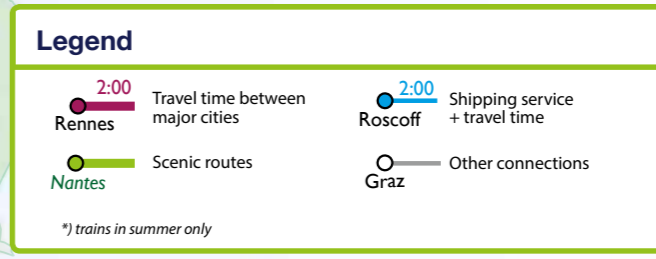 Legend
2:00
Rennes
Travel time between
major cities
2:00
Roscoff
Shipping service
+ travel time
Nantes
Scenic routes
Graz
Other connections
*) trains in summer only